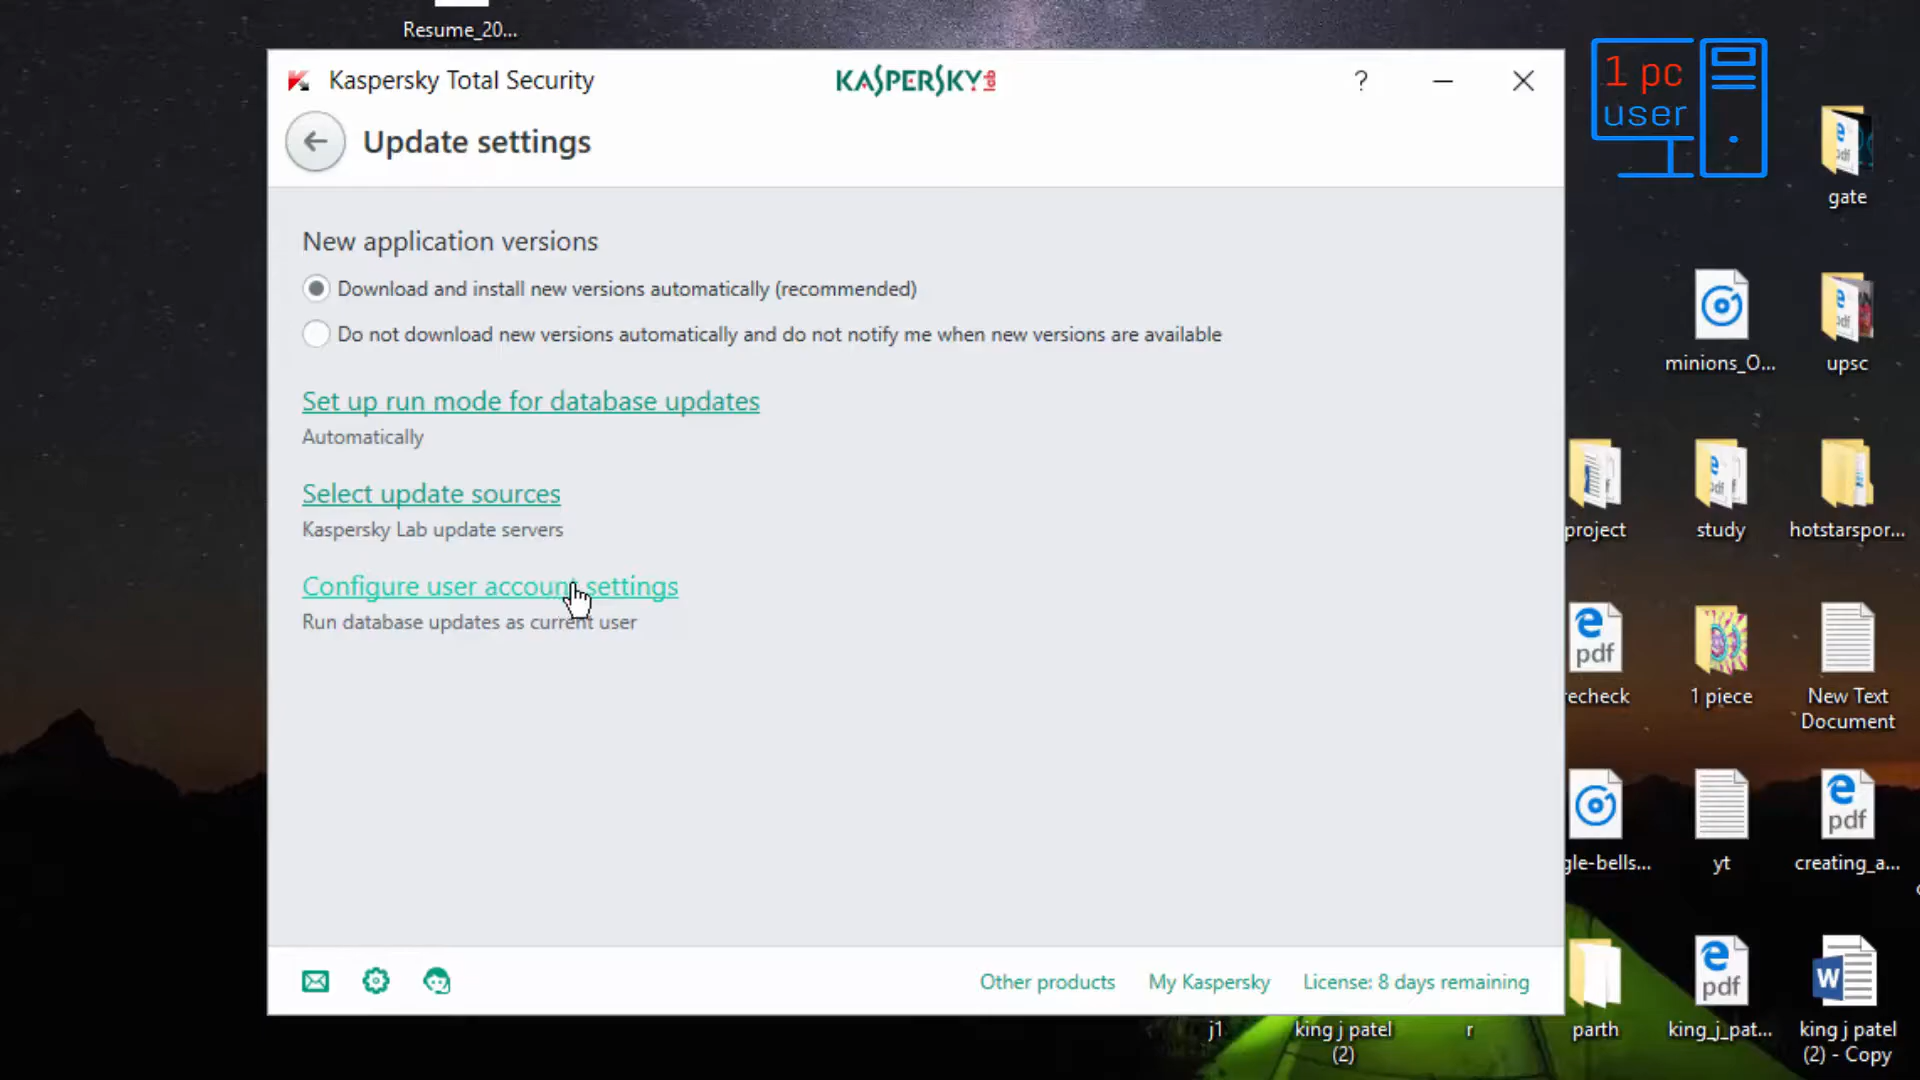 Resume_20...
Kaspersky Total Security
KASPERSKY lab
?
1 pc
user
Update settings
gate
New application versions
Download and install new versions automatically (recommended)
Do not download new versions automatically and do not notify me when new versions are available
minions_O...
upsc
Set up run mode for database updates
Automatically
Select update sources
Kaspersky Lab update servers
project
study
hotstarspor...
Configure user account settings
Run database updates as current user
pdf
echeck
1 piece
New Text
Document
pdf
gle-bells...
yt
creating_a...
Other products
My Kaspersky
License: 8 days remaining
pdf
W
j1
king j patel
(2)
r
parth
king_j_pat...
king j patel
(2) - Copy